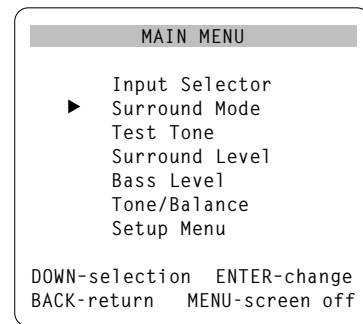 MAIN MENU
Input Selector
▶ Surround Mode
Test Tone
Surround Level
Bass Level
Tone/Balance
Setup Menu
DOWN-selection ENTER-change
BACK-return MENU-screen off